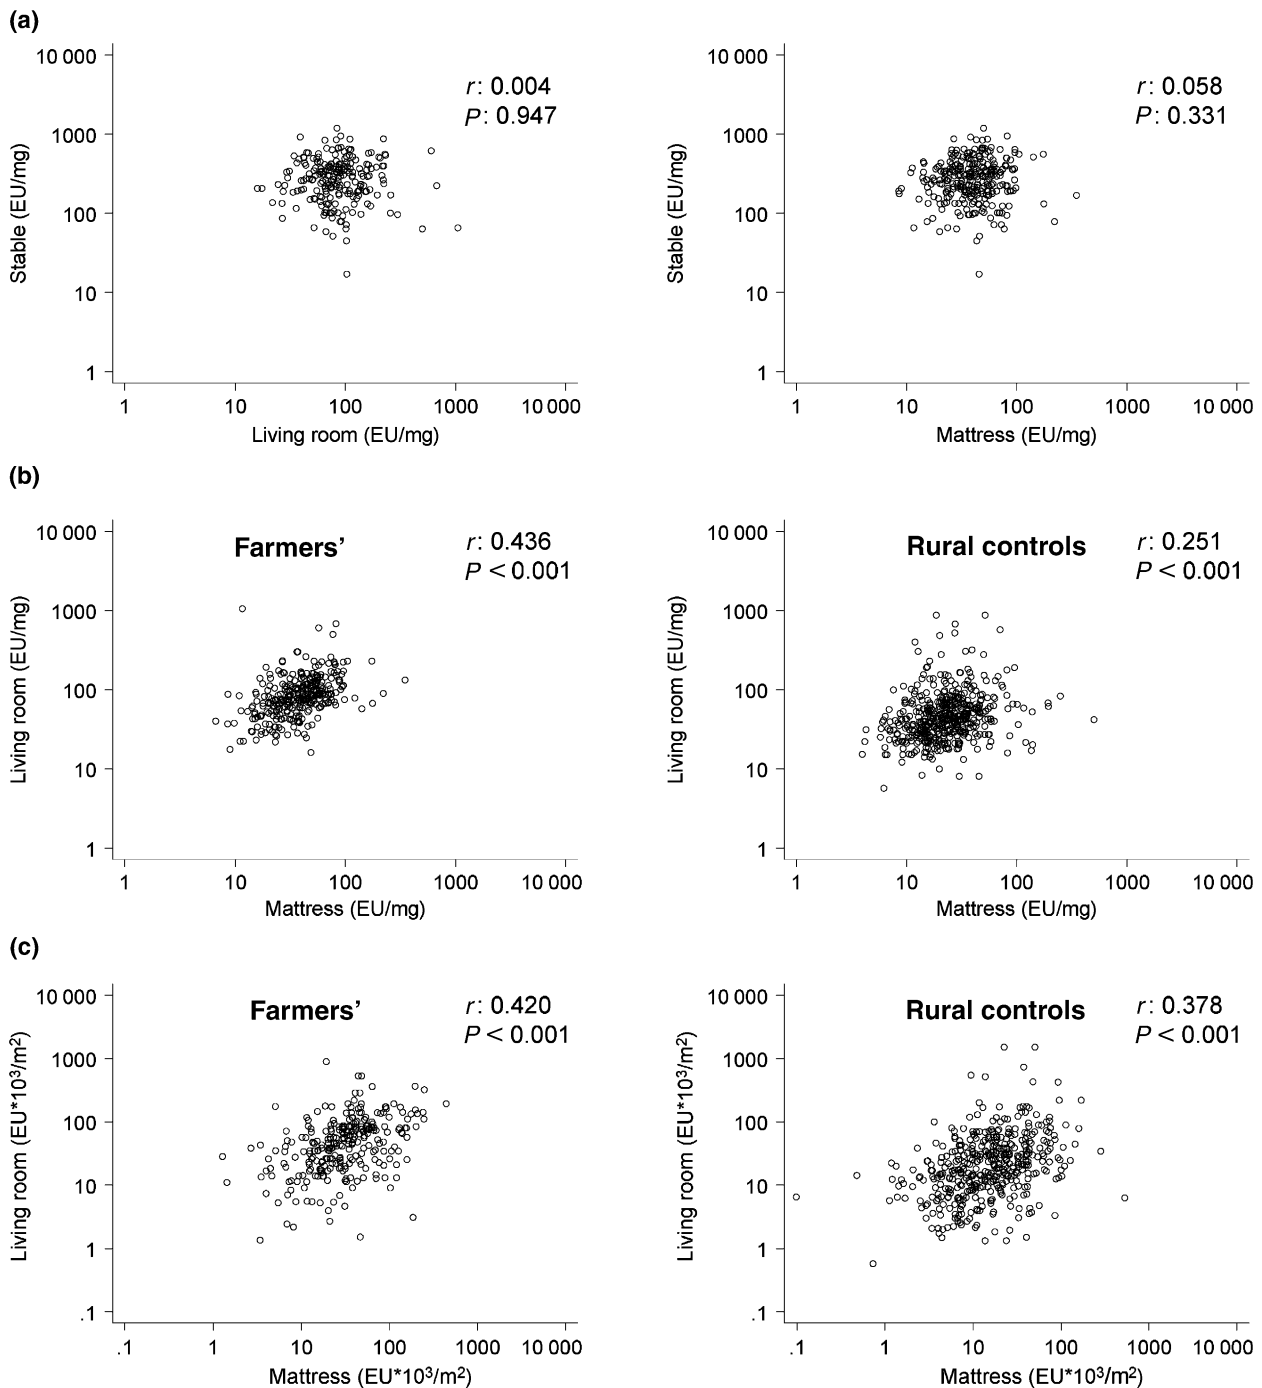 (a)
10 000
1000
100
10
1
Stable (EU/mg)
r: 0.004
P: 0.947
1 10 100 1000 10 000
Living room (EU/mg)
10 000
1000
100
10
1
Stable (EU/mg)
r: 0.058
P: 0.331
1 10 100 1000 10 000
Mattress (EU/mg)
(b)
10 000
1000
100
10
1
Living room (EU/mg)
Farmers’
r: 0.436
P < 0.001
1 10 100 1000 10 000
Mattress (EU/mg)
10 000
1000
100
10
1
Living room (EU/mg)
Rural controls
r: 0.251
P < 0.001
1 10 100 1000 10 000
Mattress (EU/mg)
(c)
10 000
1000
100
10
1
.1
Living room (EU*10³/m²)
Farmers’
r: 0.420
P < 0.001
.1 1 10 100 1000 10 000
Mattress (EU*10³/m²)
10 000
1000
100
10
1
.1
Living room (EU*10³/m²)
Rural controls
r: 0.378
P < 0.001
.1 1 10 100 1000 10 000
Mattress (EU*10³/m²)